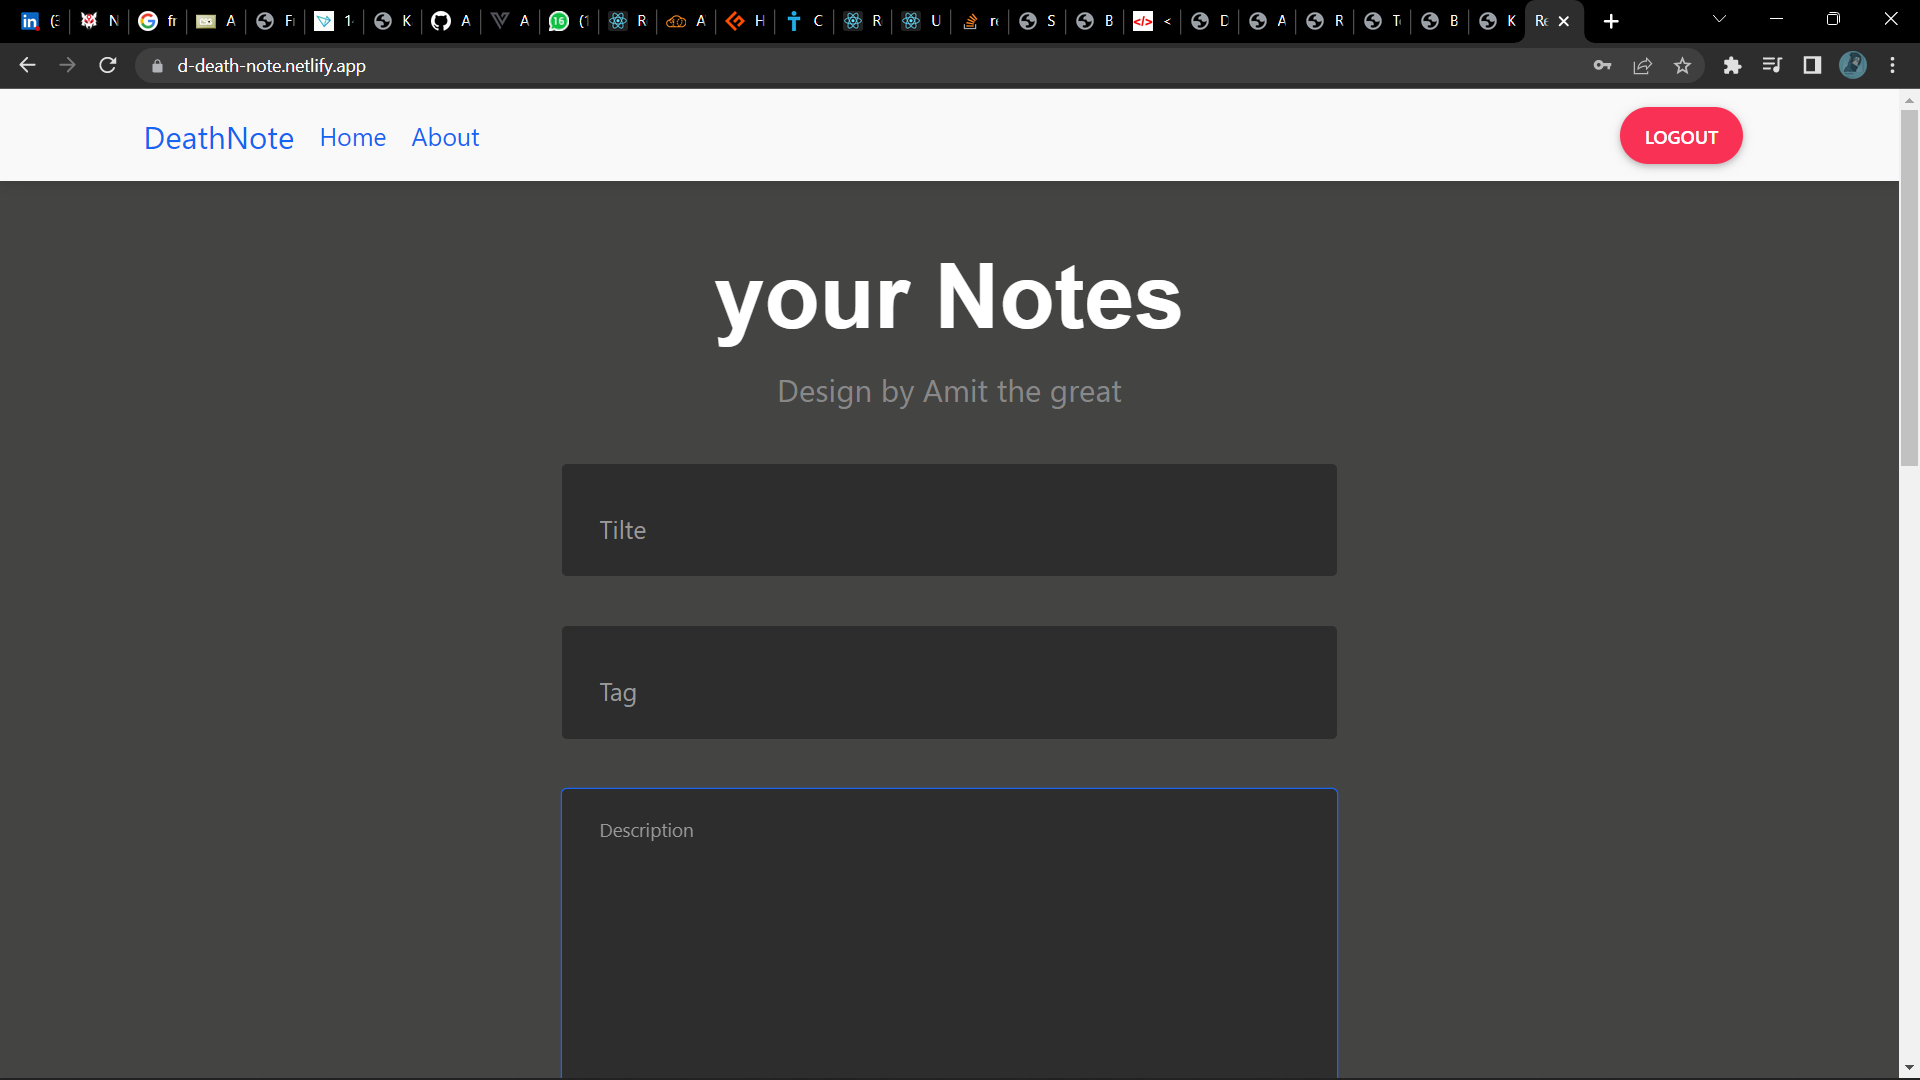 d-death-note.netlify.app
DeathNote Home About LOGOUT
your Notes
Design by Amit the great
Tilte
Tag
Description